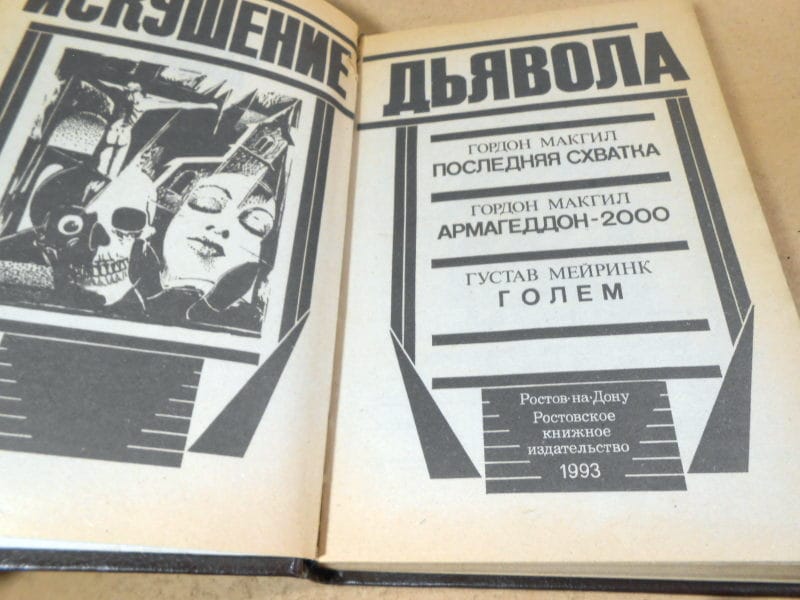 ИСКУШЕНИЕ
ДЬЯВОЛА
ГОРДОН МАКГИЛ
ПОСЛЕДНЯЯ СХВАТКА
ГОРДОН МАКГИЛ
АРМАГЕДДОН-2000
ГУСТАВ МЕЙРИНК
ГОЛЕМ
Ростов-на-Дону
Ростовское
книжное
издательство
1993